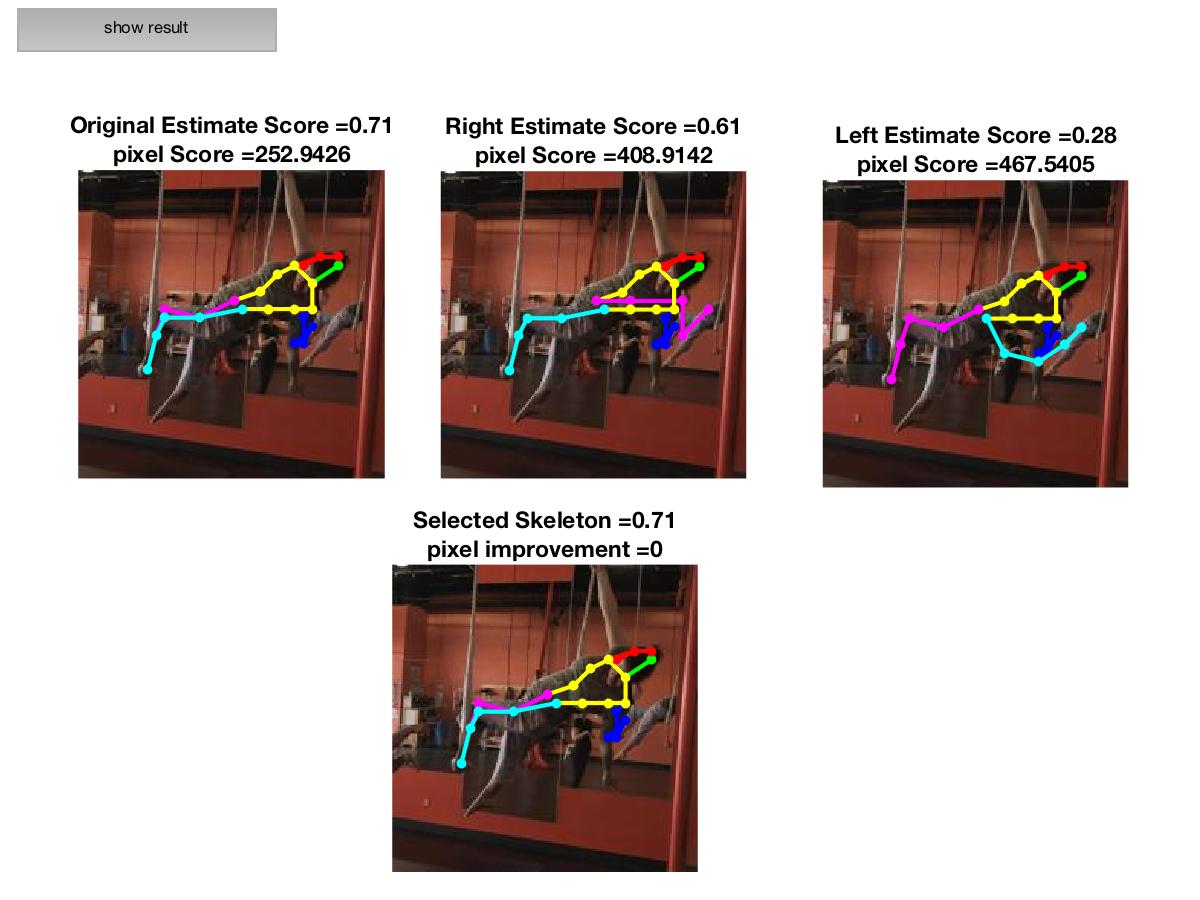 show result
Original Estimate Score =0.71
pixel Score =252.9426
Right Estimate Score =0.61
pixel Score =408.9142
Left Estimate Score =0.28
pixel Score =467.5405
Selected Skeleton =0.71
pixel improvement =0